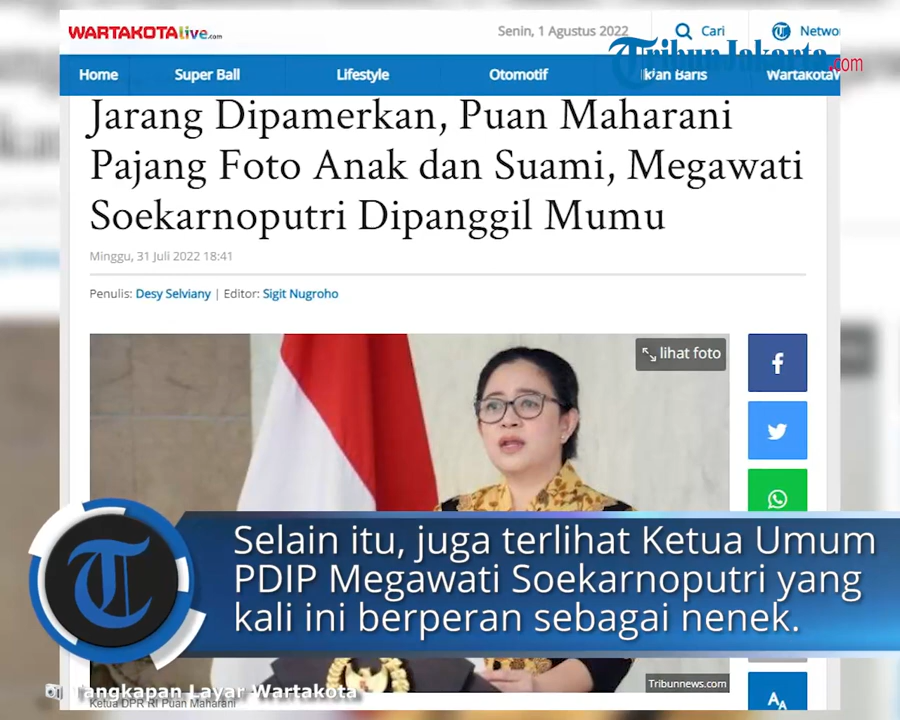 WARTAKOTAlive.com
Senin, 1 Agustus 2022
Cari
TribunJakarta.com
Home Super Ball Lifestyle Otomotif Iklan Baris
Jarang Dipamerkan, Puan Maharani
Pajang Foto Anak dan Suami, Megawati
Soekarnoputri Dipanggil Mumu
Minggu, 31 Juli 2022 18:41
Penulis: Desy Selviany | Editor: Sigit Nugroho
lihat foto
Selain itu, juga terlihat Ketua Umum
PDIP Megawati Soekarnoputri yang
kali ini berperan sebagai nenek.
Tribunnews.com
Tangkapan Layar Wartakota
Ketua DPR RI Puan Maharani
AA